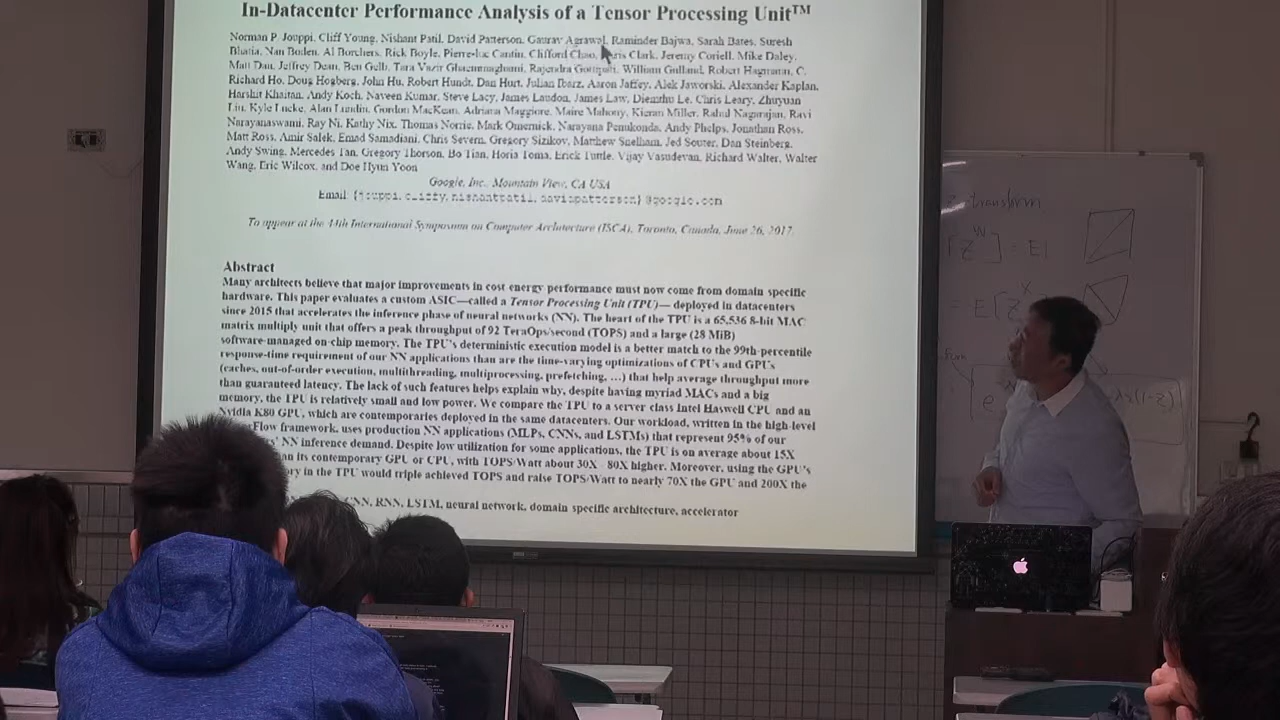 In-Datacenter Performance Analysis of a Tensor Processing Unit™
Norman P. Jouppi, Cliff Young, Nishant Patil, David Patterson, Gaurav Agrawal, Raminder Bajwa, Sarah Bates, Suresh
Bhatia, Nan Boden, Al Borchers, Rick Boyle, Pierre-luc Cantin, Clifford Chao, Chris Clark, Jeremy Coriell, Mike Daley,
Matt Dau, Jeffrey Dean, Ben Gelb, Tara Vazir Ghaemmaghami, Rajendra Gottipati, William Gulland, Robert Hagmann, C.
Richard Ho, Doug Hogberg, John Hu, Robert Hundt, Dan Hurt, Julian Ibarz, Aaron Jaffey, Alek Jaworski, Alexander Kaplan,
Harshit Khaitan, Andy Koch, Naveen Kumar, Steve Lacy, James Laudon, James Law, Diemthu Le, Chris Leary, Zhuyuan
Liu, Kyle Lucke, Alan Lundin, Gordon MacKean, Adriana Maggiore, Maire Mahony, Kieran Miller, Rahul Nagarajan, Ravi
Narayanaswami, Ray Ni, Kathy Nix, Thomas Norrie, Mark Omernick, Narayana Penukonda, Andy Phelps, Jonathan Ross,
Matt Ross, Amir Salek, Emad Samadiani, Chris Severn, Gregory Sizikov, Matthew Snelham, Jed Souter, Dan Steinberg,
Andy Swing, Mercedes Tan, Gregory Thorson, Bo Tian, Horia Toma, Erick Tuttle, Vijay Vasudevan, Richard Walter, Walter
Wang, Eric Wilcox, and Doe Hyun Yoon
Google, Inc., Mountain View, CA USA
Email: {jouppi, cliffy, nishantpatil, davidpatterson} @google.com
To appear at the 44th International Symposium on Computer Architecture (ISCA), Toronto, Canada, June 26, 2017.
Abstract
Many architects believe that major improvements in cost energy performance must now come from domain specific
hardware. This paper evaluates a custom ASIC—called a Tensor Processing Unit (TPU)— deployed in datacenters
since 2015 that accelerates the inference phase of neural networks (NN). The heart of the TPU is a 65,536 8-bit MAC
matrix multiply unit that offers a peak throughput of 92 TeraOps/second (TOPS) and a large (28 MiB)
software-managed on-chip memory. The TPU's deterministic execution model is a better match to the 99th-percentile
response-time requirement of our NN applications than are the time-varying optimizations of CPUs and GPUs
(caches, out-of-order execution, multithreading, multiprocessing, prefetching, ...) that help average throughput more
than guaranteed latency. The lack of such features helps explain why, despite having myriad MACs and a big
memory, the TPU is relatively small and low power. We compare the TPU to a server class Intel Haswell CPU and an
Nvidia K80 GPU, which are contemporaries deployed in the same datacenters. Our workload, written in the high-level
Flow framework, uses production NN applications (MLPs, CNNs, and LSTMs) that represent 95% of our
' NN inference demand. Despite low utilization for some applications, the TPU is on average about 15X
an its contemporary GPU or CPU, with TOPS/Watt about 30X - 80X higher. Moreover, using the GPU's
ry in the TPU would triple achieved TOPS and raise TOPS/Watt to nearly 70X the GPU and 200X the
CNN, RNN, LSTM, neural network, domain specific architecture, accelerator
transform